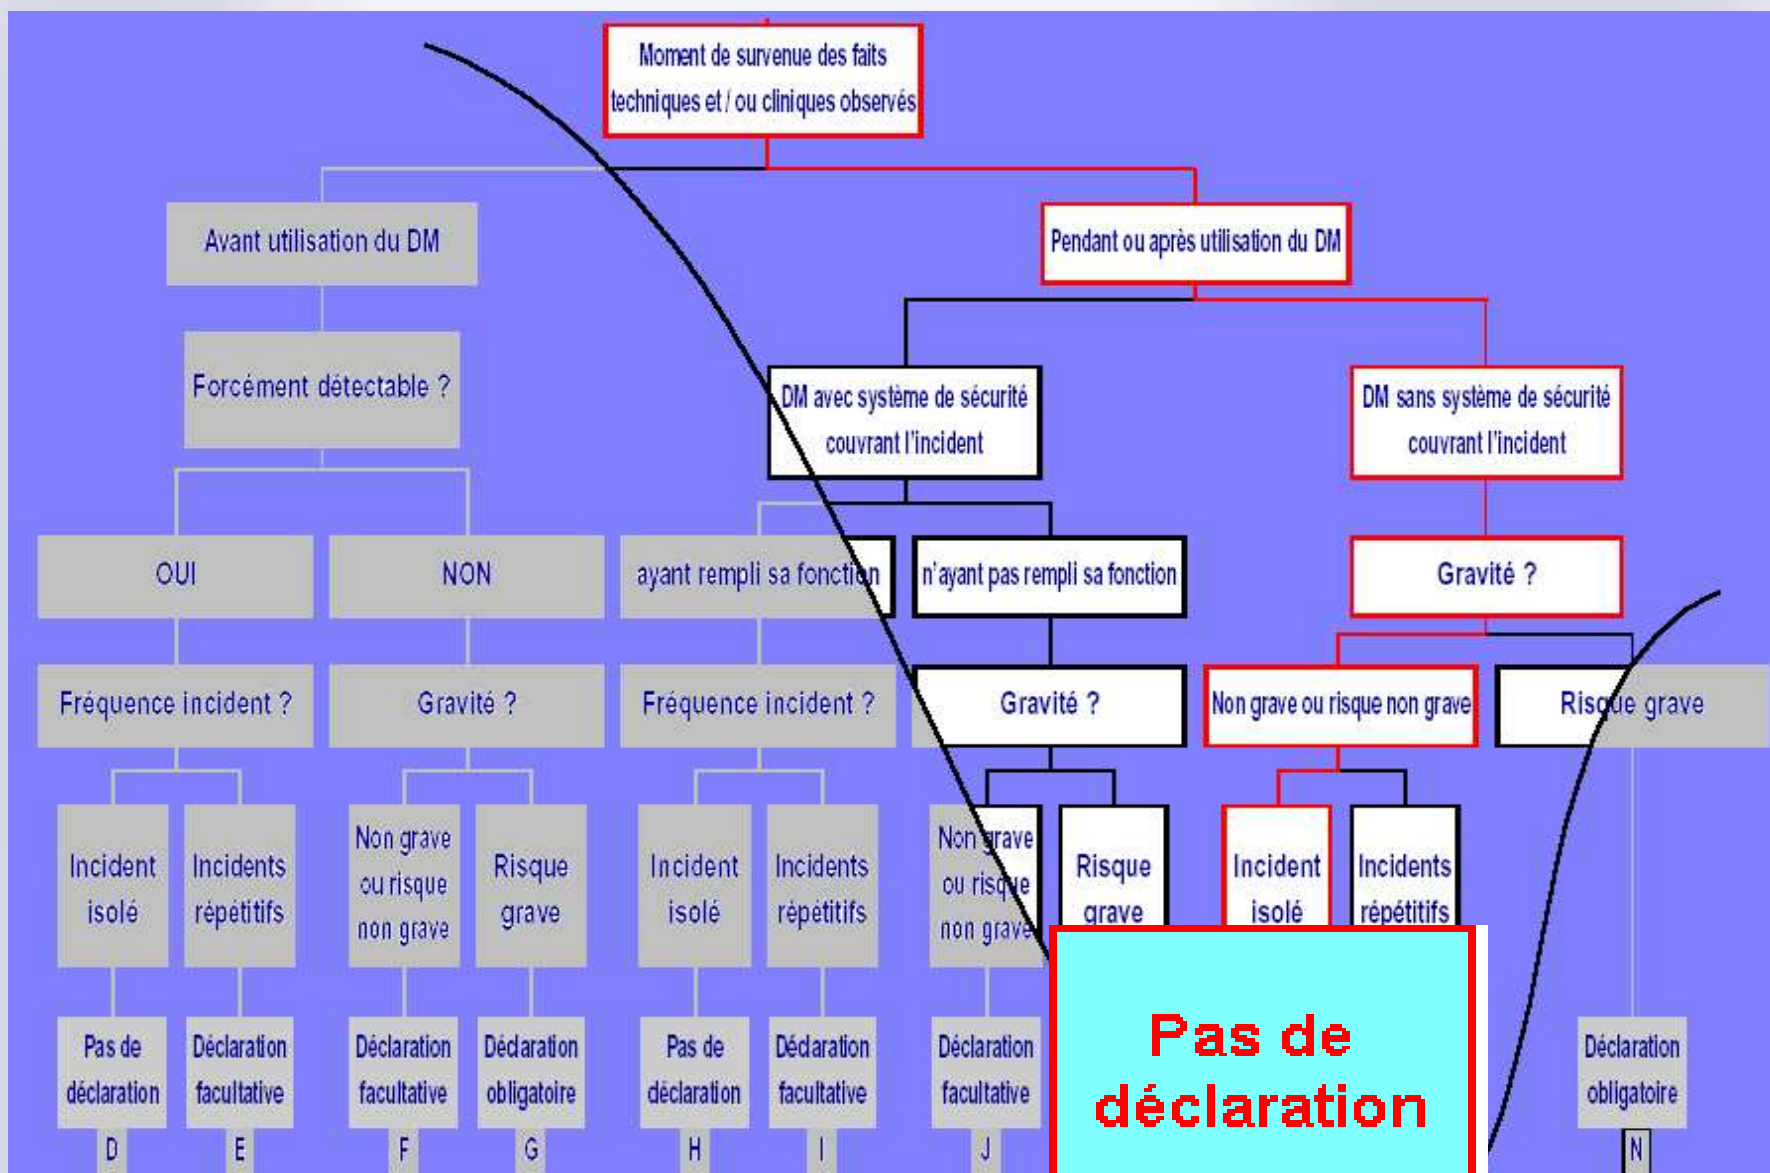 Moment de survenue des faits
techniques et / ou cliniques observés
Avant utilisation du DM
Pendant ou après utilisation du DM
Forcément détectable ?
DM avec système de sécurité
couvrant l'incident
DM sans système de sécurité
couvrant l'incident
OUI
NON
ayant rempli sa fonction
n'ayant pas rempli sa fonction
Gravité ?
Fréquence incident ?
Gravité ?
Fréquence incident ?
Gravité ?
Non grave ou risque non grave
Risque grave
Incident
isolé
Incidents
répétitifs
Non grave
ou risque
non grave
Risque
grave
Incident
isolé
Incidents
répétitifs
Non grave
ou risque
non grave
Risque
grave
Incident
isolé
Incidents
répétitifs
Pas de
déclaration
Déclaration
facultative
Déclaration
facultative
Déclaration
obligatoire
Pas de
déclaration
Déclaration
facultative
Déclaration
facultative
Pas de
déclaration
Déclaration
obligatoire
D
E
F
G
H
I
J
N